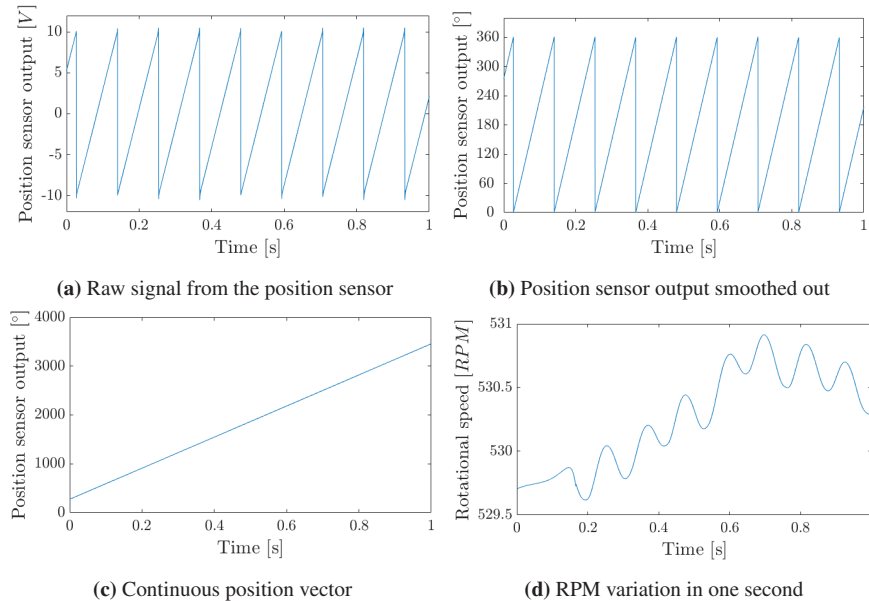 Position sensor output [V]
10
5
0
-5
-10
0 0.2 0.4 0.6 0.8 1
Time [s]
(a) Raw signal from the position sensor
Position sensor output [°]
360
300
240
180
120
60
0
0 0.2 0.4 0.6 0.8 1
Time [s]
(b) Position sensor output smoothed out
Position sensor output [°]
4000
3000
2000
1000
0
0 0.2 0.4 0.6 0.8 1
Time [s]
(c) Continuous position vector
Rotational speed [RPM]
531
530.5
530
529.5
0 0.2 0.4 0.6 0.8
Time [s]
(d) RPM variation in one second